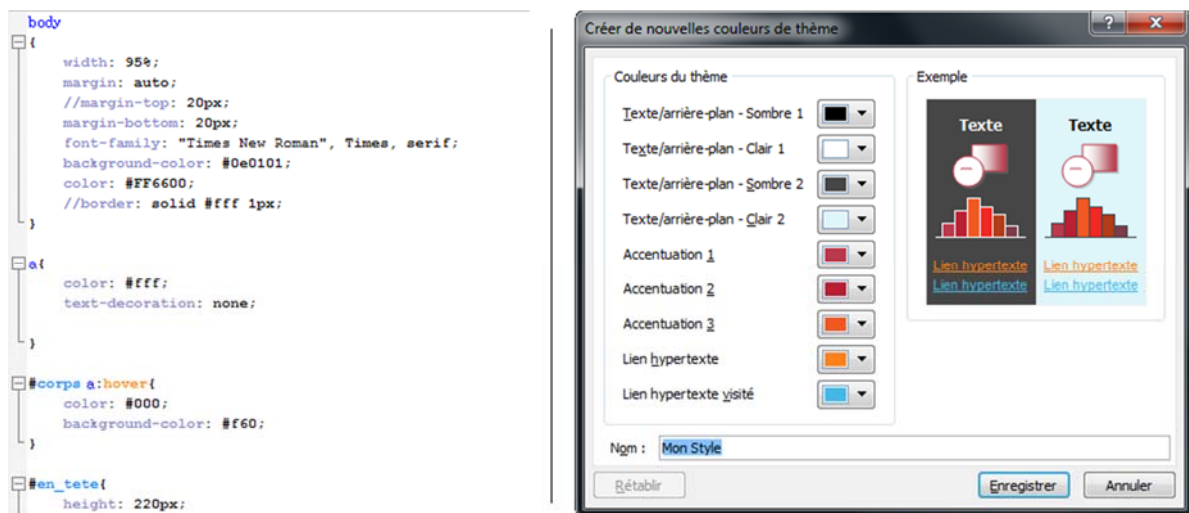 body
{
width: 95%;
margin: auto;
//margin-top: 20px;
margin-bottom: 20px;
font-family: "Times New Roman", Times, serif;
background-color: #0e0101;
color: #FF6600;
//border: solid #fff 1px;
}
a{
color: #fff;
text-decoration: none;
}
#corps a:hover{
color: #000;
background-color: #f60;
}
#en_tete{
height: 220px;
Créer de nouvelles couleurs de thème
Couleurs du thème
Texte/arrière-plan - Sombre 1
Texte/arrière-plan - Clair 1
Texte/arrière-plan - Sombre 2
Texte/arrière-plan - Clair 2
Accentuation 1
Accentuation 2
Accentuation 3
Lien hypertexte
Lien hypertexte visité
Exemple
Texte Texte
Lien hypertexte Lien hypertexte
Lien hypertexte Lien hypertexte
Nom : Mon Style
Rétablir Enregistrer Annuler